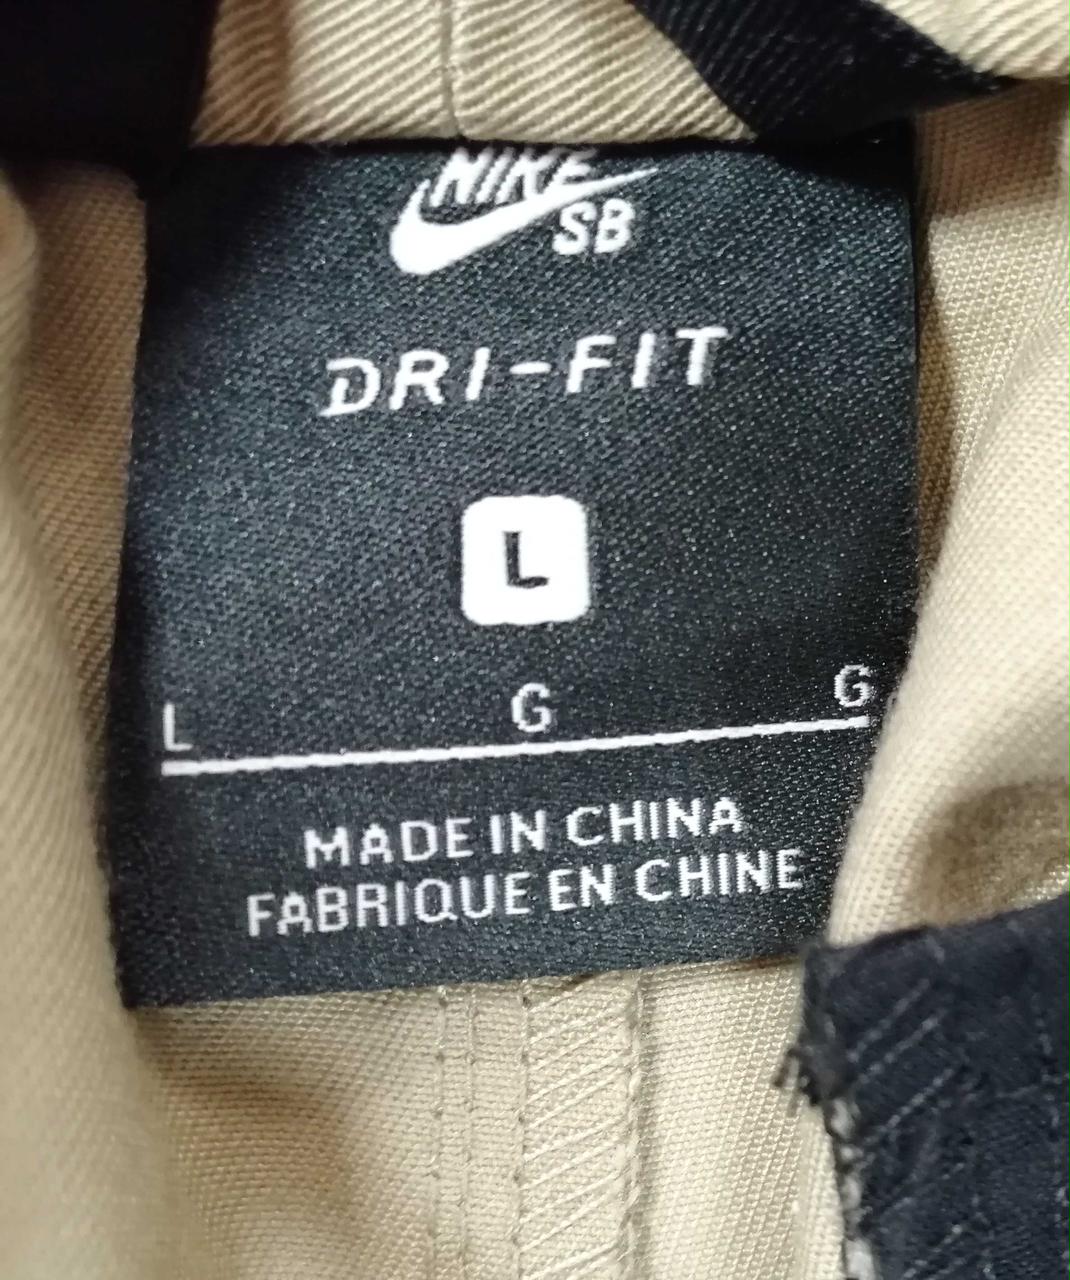 NIKE
SB
DRI-FIT
L
L G G
MADE IN CHINA
FABRIQUE EN CHINE